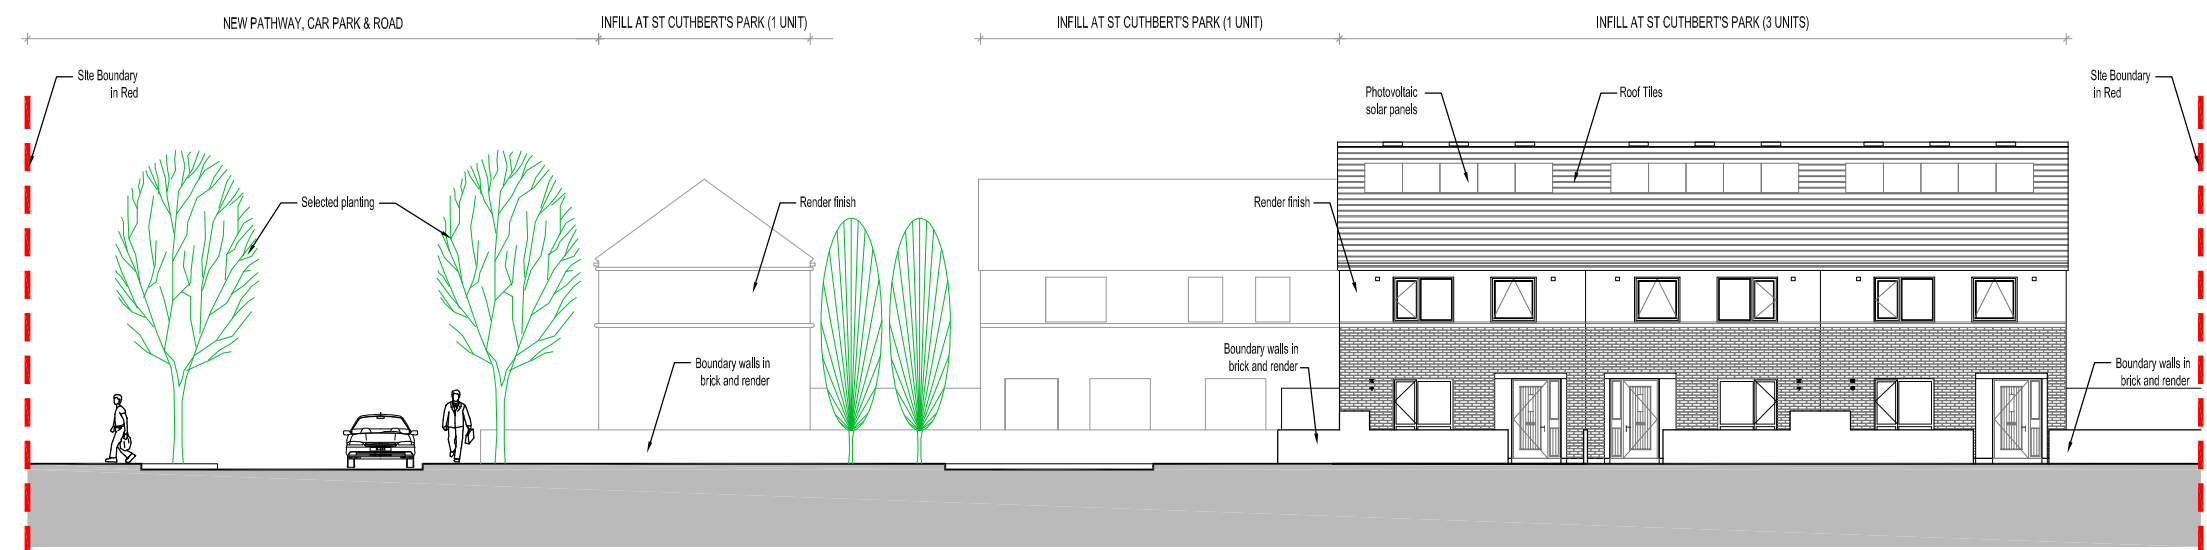 NEW PATHWAY, CAR PARK & ROAD
INFILL AT ST CUTHBERT'S PARK (1 UNIT)
INFILL AT ST CUTHBERT'S PARK (1 UNIT)
INFILL AT ST CUTHBERT'S PARK (3 UNITS)
SIte Boundary
in Red
Photovoltaic
solar panels
Roof Tiles
SIte Boundary
in Red
Selected planting
Render finish
Render finish
Boundary walls in
brick and render
Boundary walls in
brick and render
Boundary walls in
brick and render